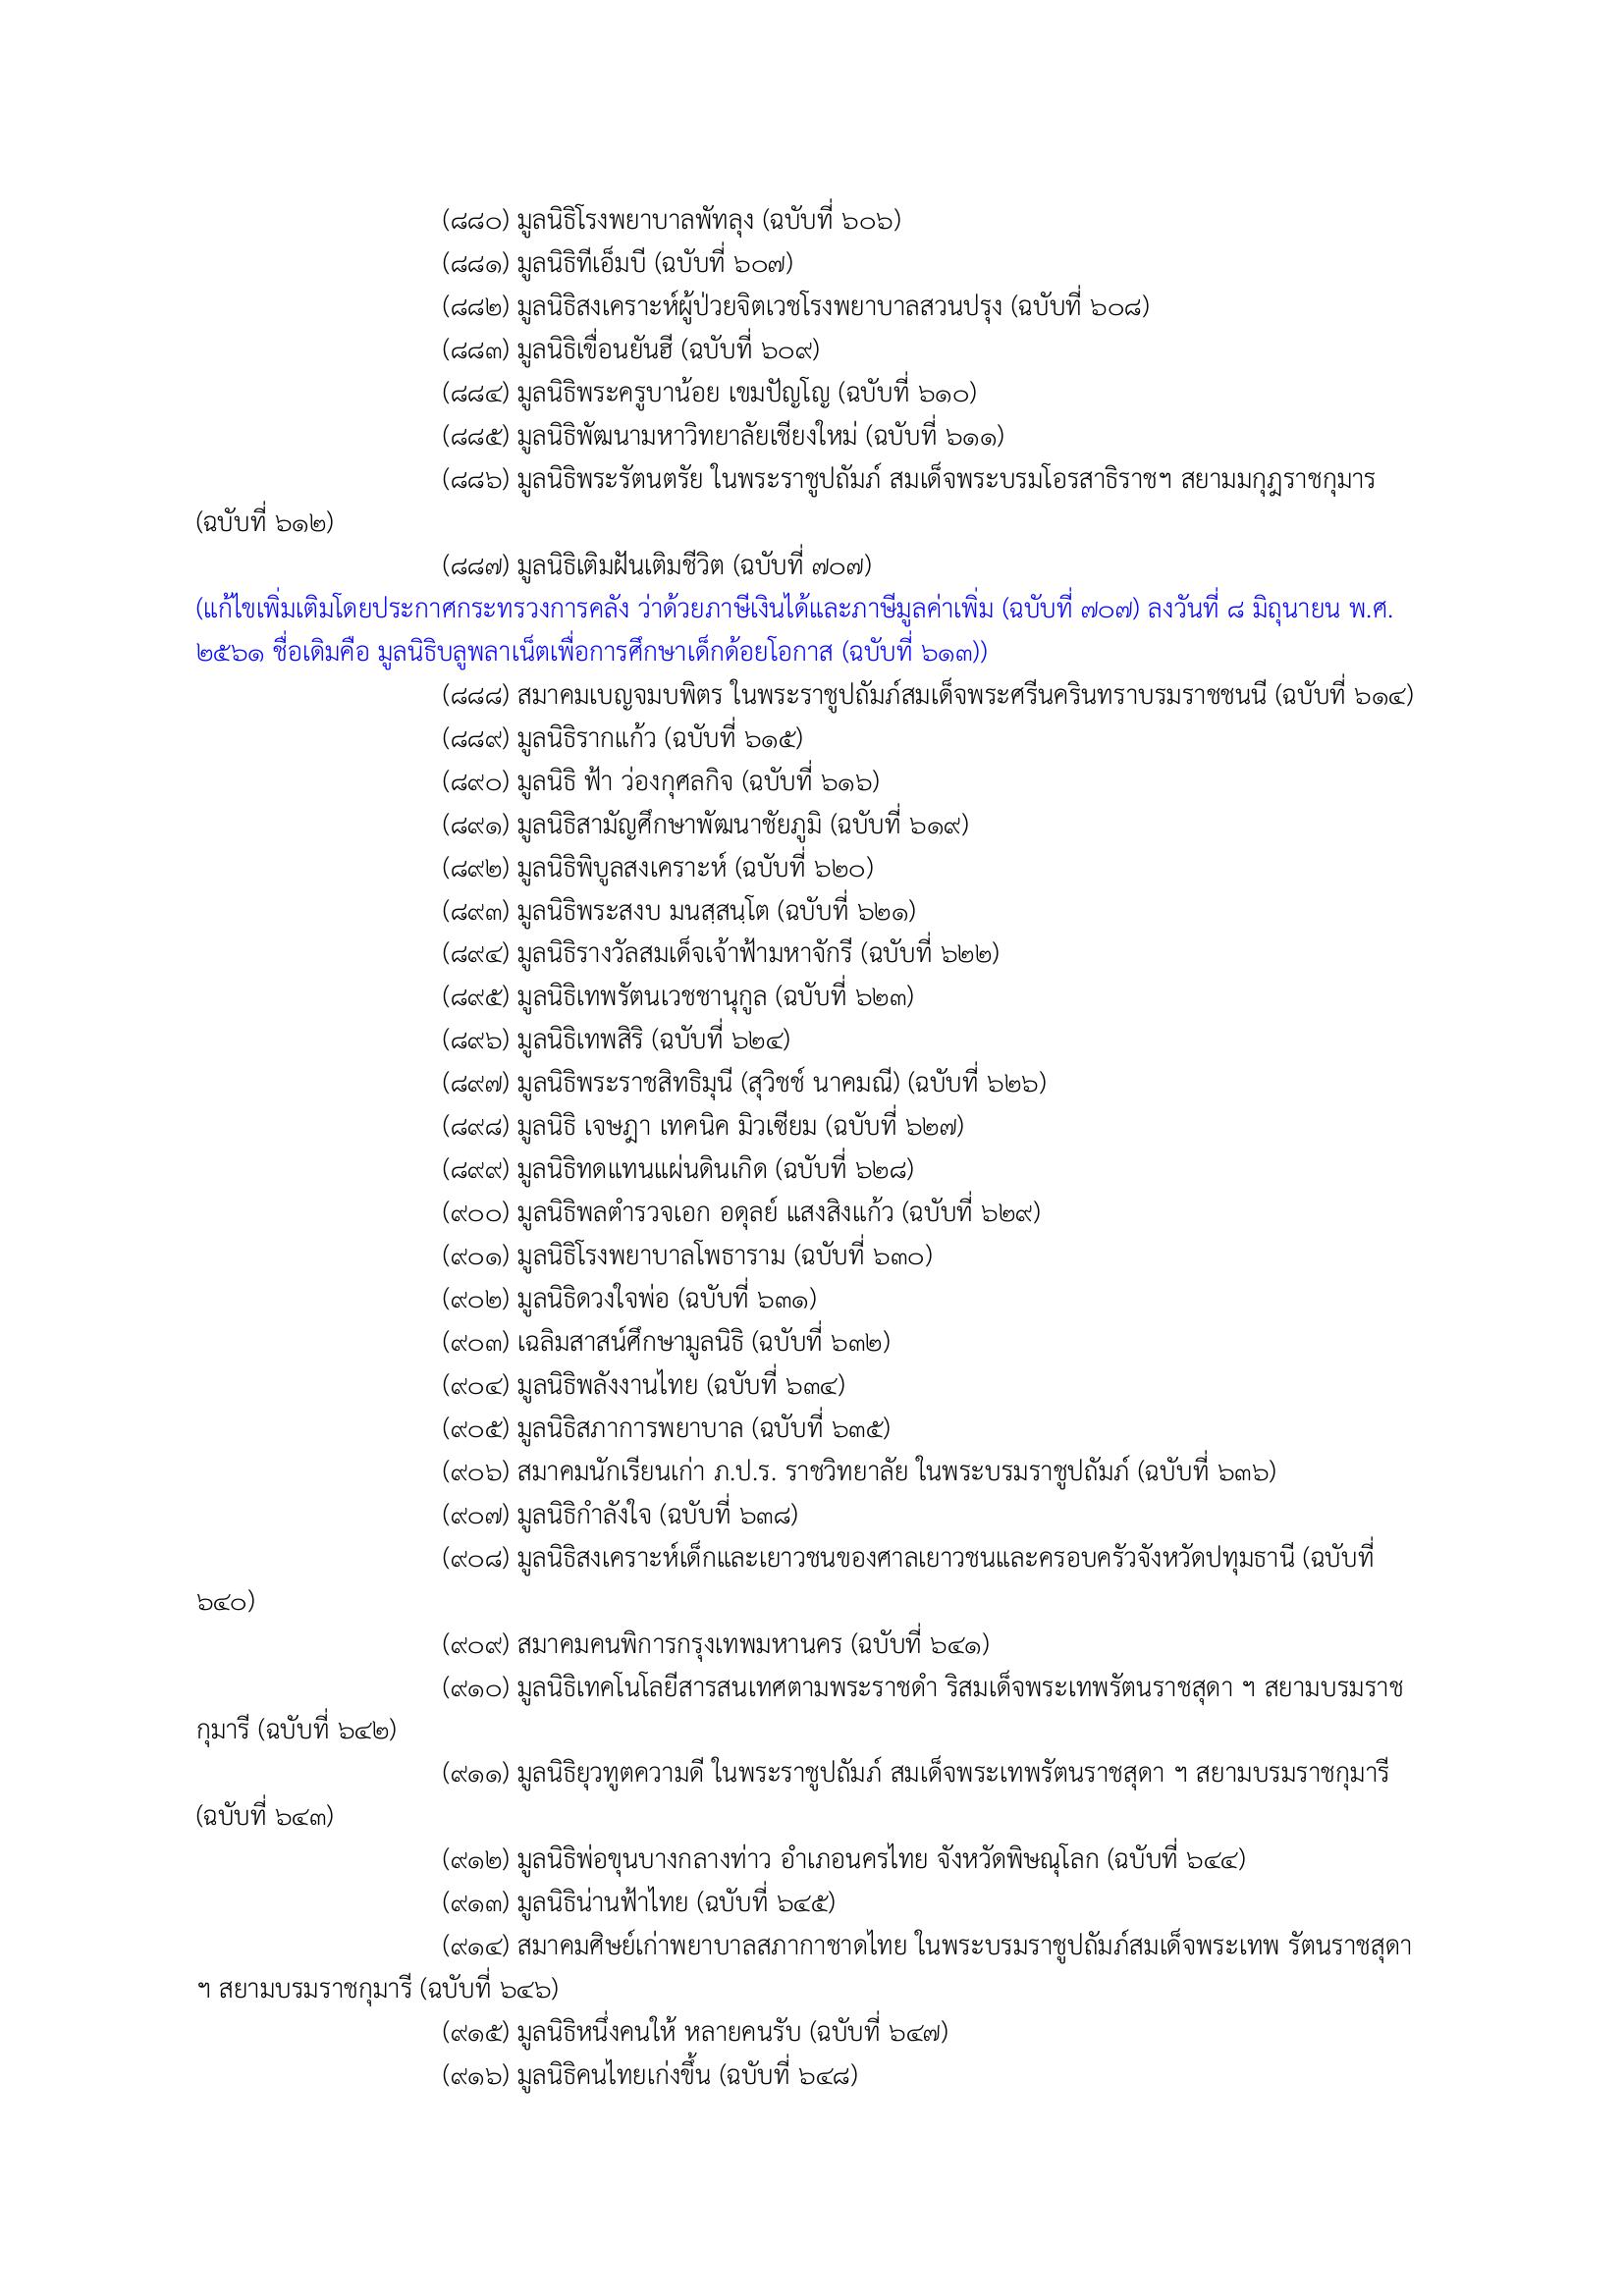 (๘๘๐) มูลนิธิโรงพยาบาลพัทลุง (ฉบับที่ ๖๐๖)
(๘๘๑) มูลนิธิทีเอ็มบี (ฉบับที่ ๖๐๗)
(๘๘๒) มูลนิธิสงเคราะห์ผู้ป่วยจิตเวชโรงพยาบาลสวนปรุง (ฉบับที่ ๖๐๘)
(๘๘๓) มูลนิธิเขื่อนยันฮี (ฉบับที่ ๖๐๙)
(๘๘๔) มูลนิธิพระครูบาน้อย เขมปัญโญ (ฉบับที่ ๖๑๐)
(๘๘๕) มูลนิธิพัฒนามหาวิทยาลัยเชียงใหม่ (ฉบับที่ ๖๑๑)
(๘๘๖) มูลนิธิพระรัตนตรัย ในพระราชูปถัมภ์ สมเด็จพระบรมโอรสาธิราชฯ สยามมกุฎราชกุมาร
(ฉบับที่ ๖๑๒)
(๘๘๗) มูลนิธิเติมฝันเติมชีวิต (ฉบับที่ ๗๐๗)
(แก้ไขเพิ่มเติมโดยประกาศกระทรวงการคลัง ว่าด้วยภาษีเงินได้และภาษีมูลค่าเพิ่ม (ฉบับที่ ๗๐๗) ลงวันที่ ๘ มิถุนายน พ.ศ.
๒๕๖๑ ชื่อเดิมคือ มูลนิธิบลูพลาเน็ตเพื่อการศึกษาเด็กด้อยโอกาส (ฉบับที่ ๖๑๓))
(๘๘๘) สมาคมเบญจมบพิตร ในพระราชูปถัมภ์สมเด็จพระศรีนครินทราบรมราชชนนี (ฉบับที่ ๖๑๔)
(๘๘๙) มูลนิธิรากแก้ว (ฉบับที่ ๖๑๕)
(๘๙๐) มูลนิธิ ฟ้า ว่องกุศลกิจ (ฉบับที่ ๖๑๖)
(๘๙๑) มูลนิธิสามัญศึกษาพัฒนาชัยภูมิ (ฉบับที่ ๖๑๙)
(๘๙๒) มูลนิธิพิบูลสงเคราะห์ (ฉบับที่ ๖๒๐)
(๘๙๓) มูลนิธิพระสงบ มนสฺสนฺโต (ฉบับที่ ๖๒๑)
(๘๙๔) มูลนิธิรางวัลสมเด็จเจ้าฟ้ามหาจักรี (ฉบับที่ ๖๒๒)
(๘๙๕) มูลนิธิเทพรัตนเวชชานุกูล (ฉบับที่ ๖๒๓)
(๘๙๖) มูลนิธิเทพสิริ (ฉบับที่ ๖๒๔)
(๘๙๗) มูลนิธิพระราชสิทธิมุนี (สุวิชช์ นาคมณี) (ฉบับที่ ๖๒๖)
(๘๙๘) มูลนิธิ เจษฎา เทคนิค มิวเซียม (ฉบับที่ ๖๒๗)
(๘๙๙) มูลนิธิทดแทนแผ่นดินเกิด (ฉบับที่ ๖๒๘)
(๙๐๐) มูลนิธิพลตำรวจเอก อดุลย์ แสงสิงแก้ว (ฉบับที่ ๖๒๙)
(๙๐๑) มูลนิธิโรงพยาบาลโพธาราม (ฉบับที่ ๖๓๐)
(๙๐๒) มูลนิธิดวงใจพ่อ (ฉบับที่ ๖๓๑)
(๙๐๓) เฉลิมสาสน์ศึกษามูลนิธิ (ฉบับที่ ๖๓๒)
(๙๐๔) มูลนิธิพลังงานไทย (ฉบับที่ ๖๓๔)
(๙๐๕) มูลนิธิสภาการพยาบาล (ฉบับที่ ๖๓๕)
(๙๐๖) สมาคมนักเรียนเก่า ภ.ป.ร. ราชวิทยาลัย ในพระบรมราชูปถัมภ์ (ฉบับที่ ๖๓๖)
(๙๐๗) มูลนิธิกำลังใจ (ฉบับที่ ๖๓๘)
(๙๐๘) มูลนิธิสงเคราะห์เด็กและเยาวชนของศาลเยาวชนและครอบครัวจังหวัดปทุมธานี (ฉบับที่
๖๔๐)
(๙๐๙) สมาคมคนพิการกรุงเทพมหานคร (ฉบับที่ ๖๔๑)
(๙๑๐) มูลนิธิเทคโนโลยีสารสนเทศตามพระราชดำ ริสมเด็จพระเทพรัตนราชสุดา ฯ สยามบรมราช
กุมารี (ฉบับที่ ๖๔๒)
(๙๑๑) มูลนิธิยุวทูตความดี ในพระราชูปถัมภ์ สมเด็จพระเทพรัตนราชสุดา ฯ สยามบรมราชกุมารี
(ฉบับที่ ๖๔๓)
(๙๑๒) มูลนิธิพ่อขุนบางกลางท่าว อำเภอนครไทย จังหวัดพิษณุโลก (ฉบับที่ ๖๔๔)
(๙๑๓) มูลนิธิน่านฟ้าไทย (ฉบับที่ ๖๔๕)
(๙๑๔) สมาคมศิษย์เก่าพยาบาลสภากาชาดไทย ในพระบรมราชูปถัมภ์สมเด็จพระเทพ รัตนราชสุดา
ฯ สยามบรมราชกุมารี (ฉบับที่ ๖๔๖)
(๙๑๕) มูลนิธิหนึ่งคนให้ หลายคนรับ (ฉบับที่ ๖๔๗)
(๙๑๖) มูลนิธิคนไทยเก่งขึ้น (ฉบับที่ ๖๔๘)